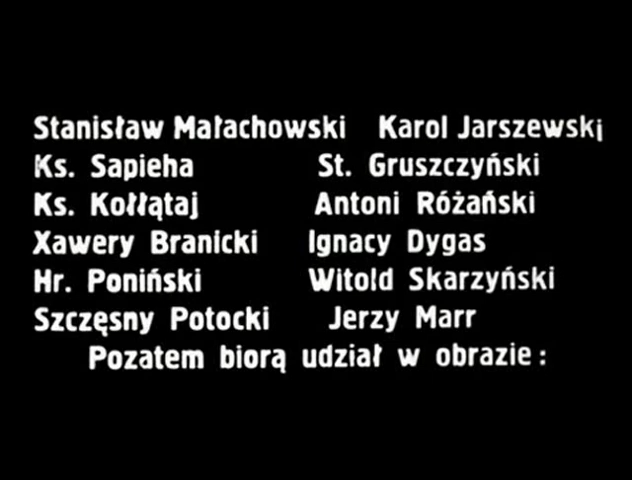 Stanisław Małachowski Karol Jarszewski
Ks. Sapieha St. Gruszczyński
Ks. Kołłątaj Antoni Różański
Xawery Branicki Ignacy Dygas
Hr. Poniński Witold Skarzyński
Szczęsny Potocki Jerzy Marr
Pozatem biorą udział w obrazie: